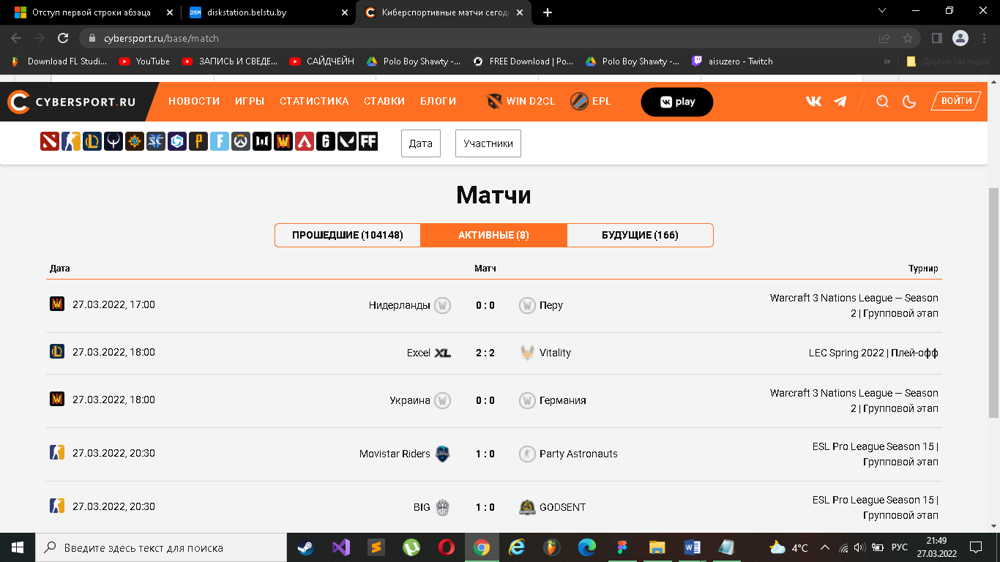 Отступ первой строки абзаца
diskstation.belstu.by
Киберспортивные матчи сегод
cybersport.ru/base/match
Download FL Studi...
YouTube
ЗАПИСЬ И СВЕДЕ...
САЙДЧЕЙН
Polo Boy Shawty -...
FREE Download | Po...
Polo Boy Shawty -...
aisuzero - Twitch
Другие закладки
CYBERSPORT.RU
НОВОСТИ
ИГРЫ
СТАТИСТИКА
СТАВКИ
БЛОГИ
WIN D2CL
EPL
play
ВОЙТИ
Дата
Участники
Матчи
ПРОШЕДШИЕ (104148)
АКТИВНЫЕ (8)
БУДУЩИЕ (166)
Дата
Матч
Турнир
27.03.2022, 17:00
Нидерланды
0 : 0
Перу
Warcraft 3 Nations League — Season
2 | Групповой этап
27.03.2022, 18:00
Excel
XL
2 : 2
Vitality
LEC Spring 2022 | Плей-офф
27.03.2022, 18:00
Украина
0 : 0
Германия
Warcraft 3 Nations League — Season
2 | Групповой этап
27.03.2022, 20:30
Movistar Riders
1 : 0
Party Astronauts
ESL Pro League Season 15 |
Групповой этап
27.03.2022, 20:30
BIG
1 : 0
GODSENT
ESL Pro League Season 15 |
Групповой этап
Введите здесь текст для поиска
4°C
РУС
21:49
27.03.2022